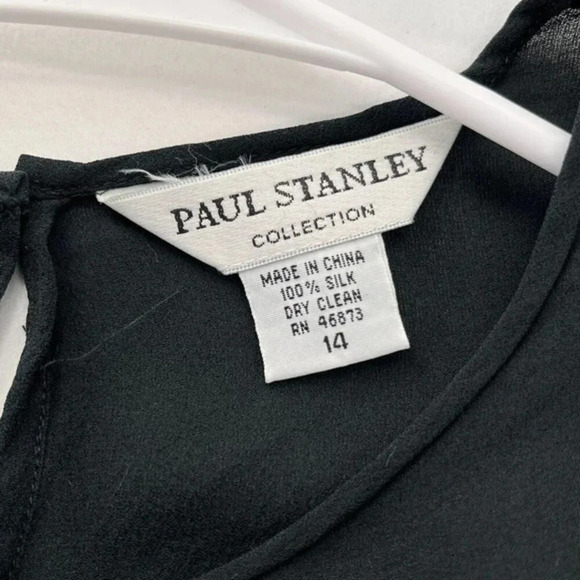 PAUL STANLEY
COLLECTION
MADE IN CHINA
100% SILK
DRY CLEAN
RN 46873
14